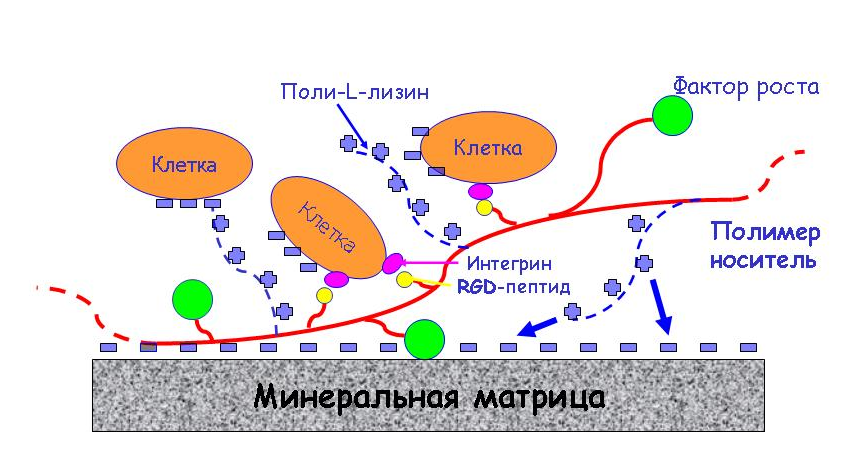 Поли-L-лизин
Фактор роста
Клетка
Клетка
Клетка
Полимер
носитель
Интегрин
RGD-пептид
Минеральная матрица